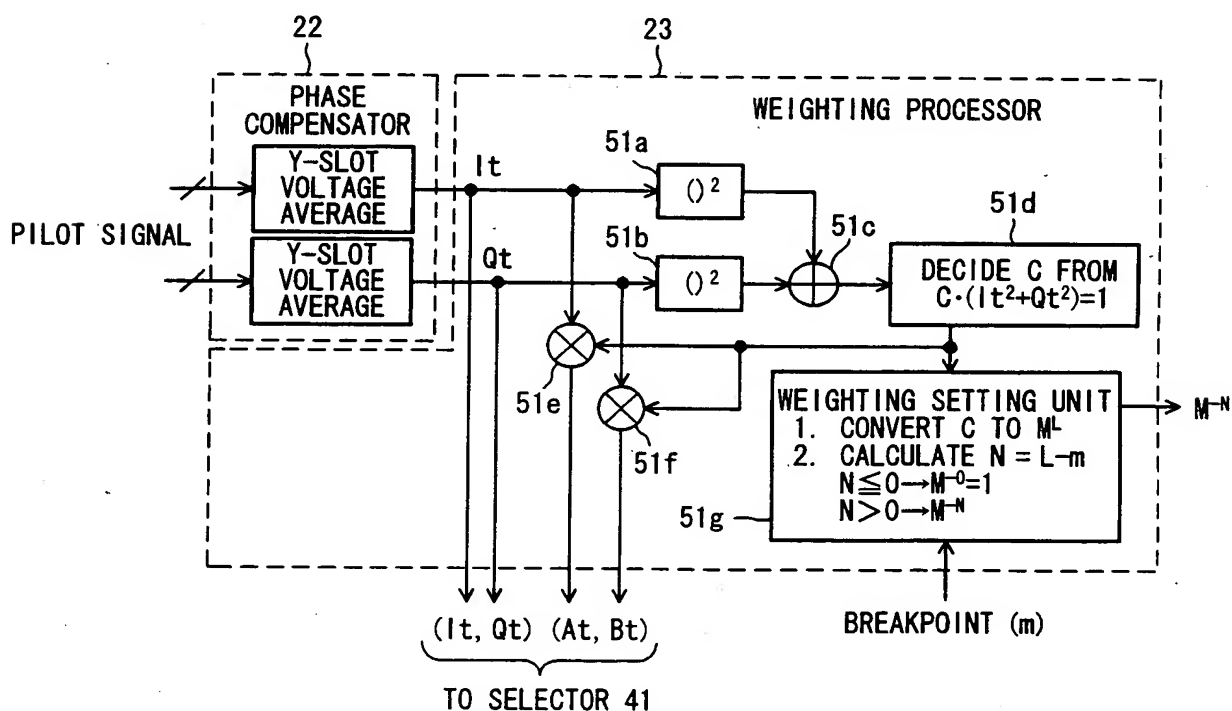 22
23
PHASE
COMPENSATOR
WEIGHTING PROCESSOR
Y-SLOT
VOLTAGE
AVERAGE
It
51a
()²
51d
PILOT SIGNAL
Y-SLOT
VOLTAGE
AVERAGE
Qt
51b
()²
51c
DECIDE C FROM
C·(It²+Qt²)=1
51e
51f
WEIGHTING SETTING UNIT
1. CONVERT C TO M^L
2. CALCULATE N = L-m
N≦0→M⁻⁰=1
N>0→M^-N
M^-N
51g
(It, Qt) (At, Bt)
BREAKPOINT (m)
TO SELECTOR 41